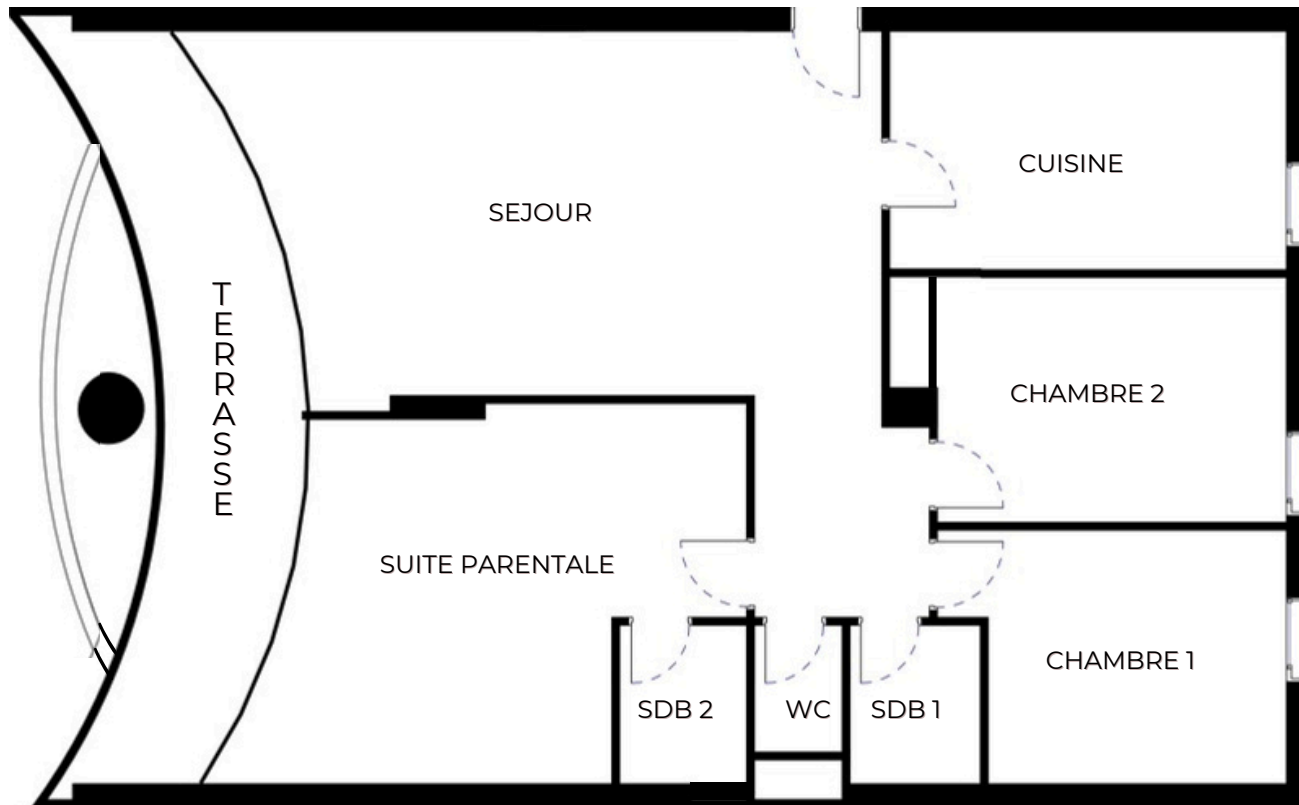 CUISINE
SEJOUR
TERRASSE
CHAMBRE 2
SUITE PARENTALE
CHAMBRE 1
SDB 2
WC
SDB 1